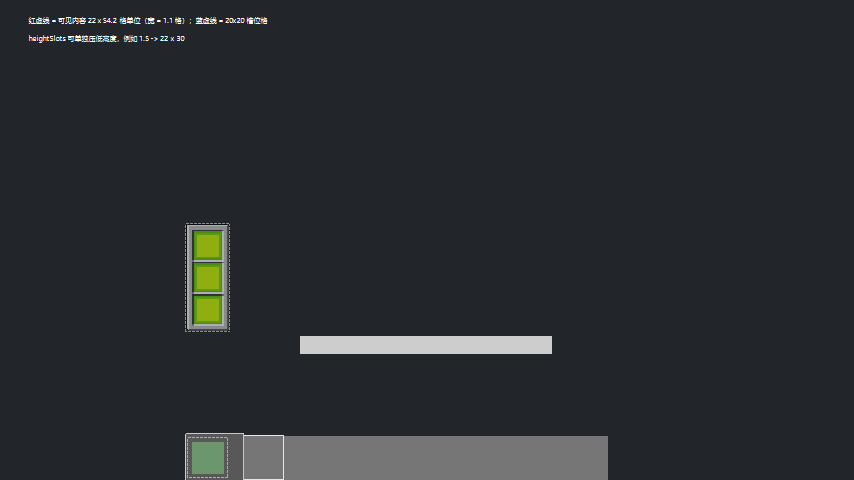 红虚线 = 可见内容 22 x 54.2 格单位（宽 = 1.1 格）；蓝虚线 = 20x20 槽位格
heightSlots 可单独压低高度，例如 1.5 -> 22 x 30